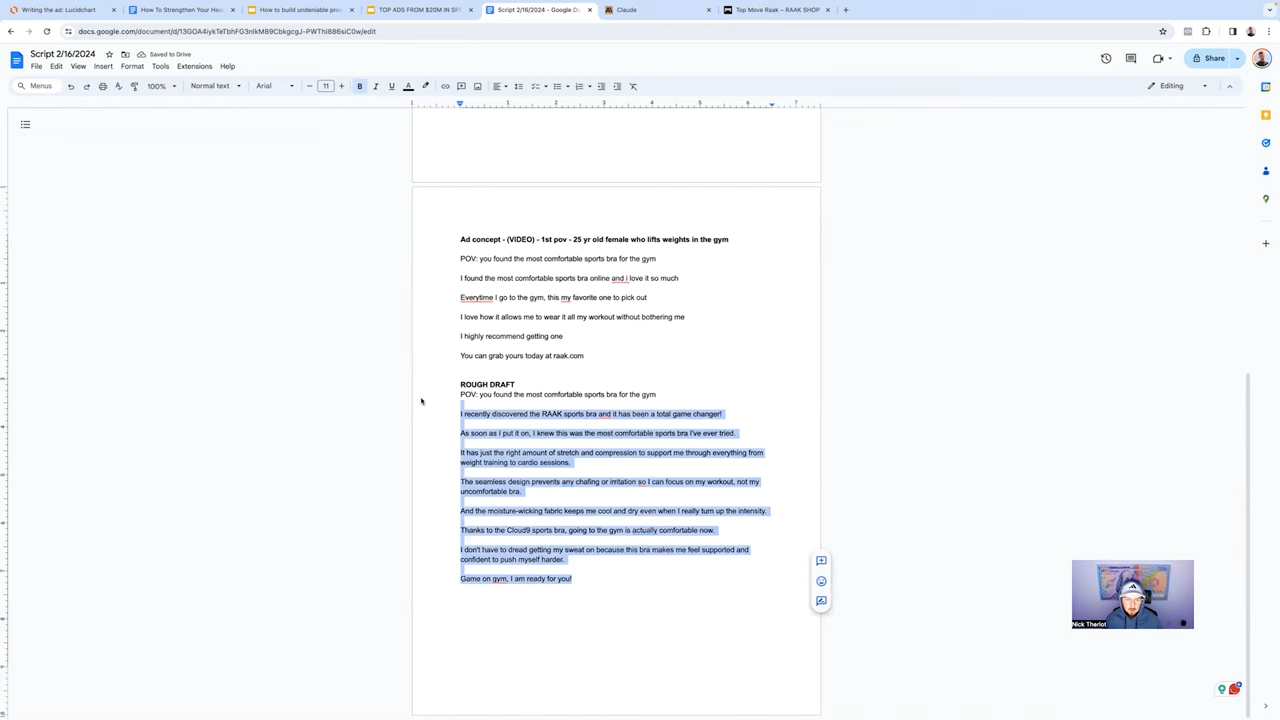 Writing the ad: Lucidchart
How To Strengthen Your Hea
How to build undeniable pro
TOP ADS FROM $20M IN SP
Script 2/16/2024 - Google Do
Claude
Top Move Raak – RAAK SHOP
docs.google.com/document/d/13GOA4iykTeTbhFG3nIkM89CbkgcgJ-PWThI886siC0w/edit
Script 2/16/2024
Saved to Drive
File Edit View Insert Format Tools Extensions Help
Share
Menus
100%
Normal text
Arial
11
Editing
Ad concept - (VIDEO) - 1st pov - 25 yr old female who lifts weights in the gym
POV: you found the most comfortable sports bra for the gym
I found the most comfortable sports bra online and i love it so much
Everytime I go to the gym, this my favorite one to pick out
I love how it allows me to wear it all my workout without bothering me
I highly recommend getting one
You can grab yours today at raak.com
ROUGH DRAFT
POV: you found the most comfortable sports bra for the gym
I recently discovered the RAAK sports bra and it has been a total game changer!
As soon as I put it on, I knew this was the most comfortable sports bra I've ever tried.
It has just the right amount of stretch and compression to support me through everything from
weight training to cardio sessions.
The seamless design prevents any chafing or irritation so I can focus on my workout, not my
uncomfortable bra.
And the moisture-wicking fabric keeps me cool and dry even when I really turn up the intensity.
Thanks to the Cloud9 sports bra, going to the gym is actually comfortable now.
I don't have to dread getting my sweat on because this bra makes me feel supported and
confident to push myself harder.
Game on gym, I am ready for you!
Nick Theriot